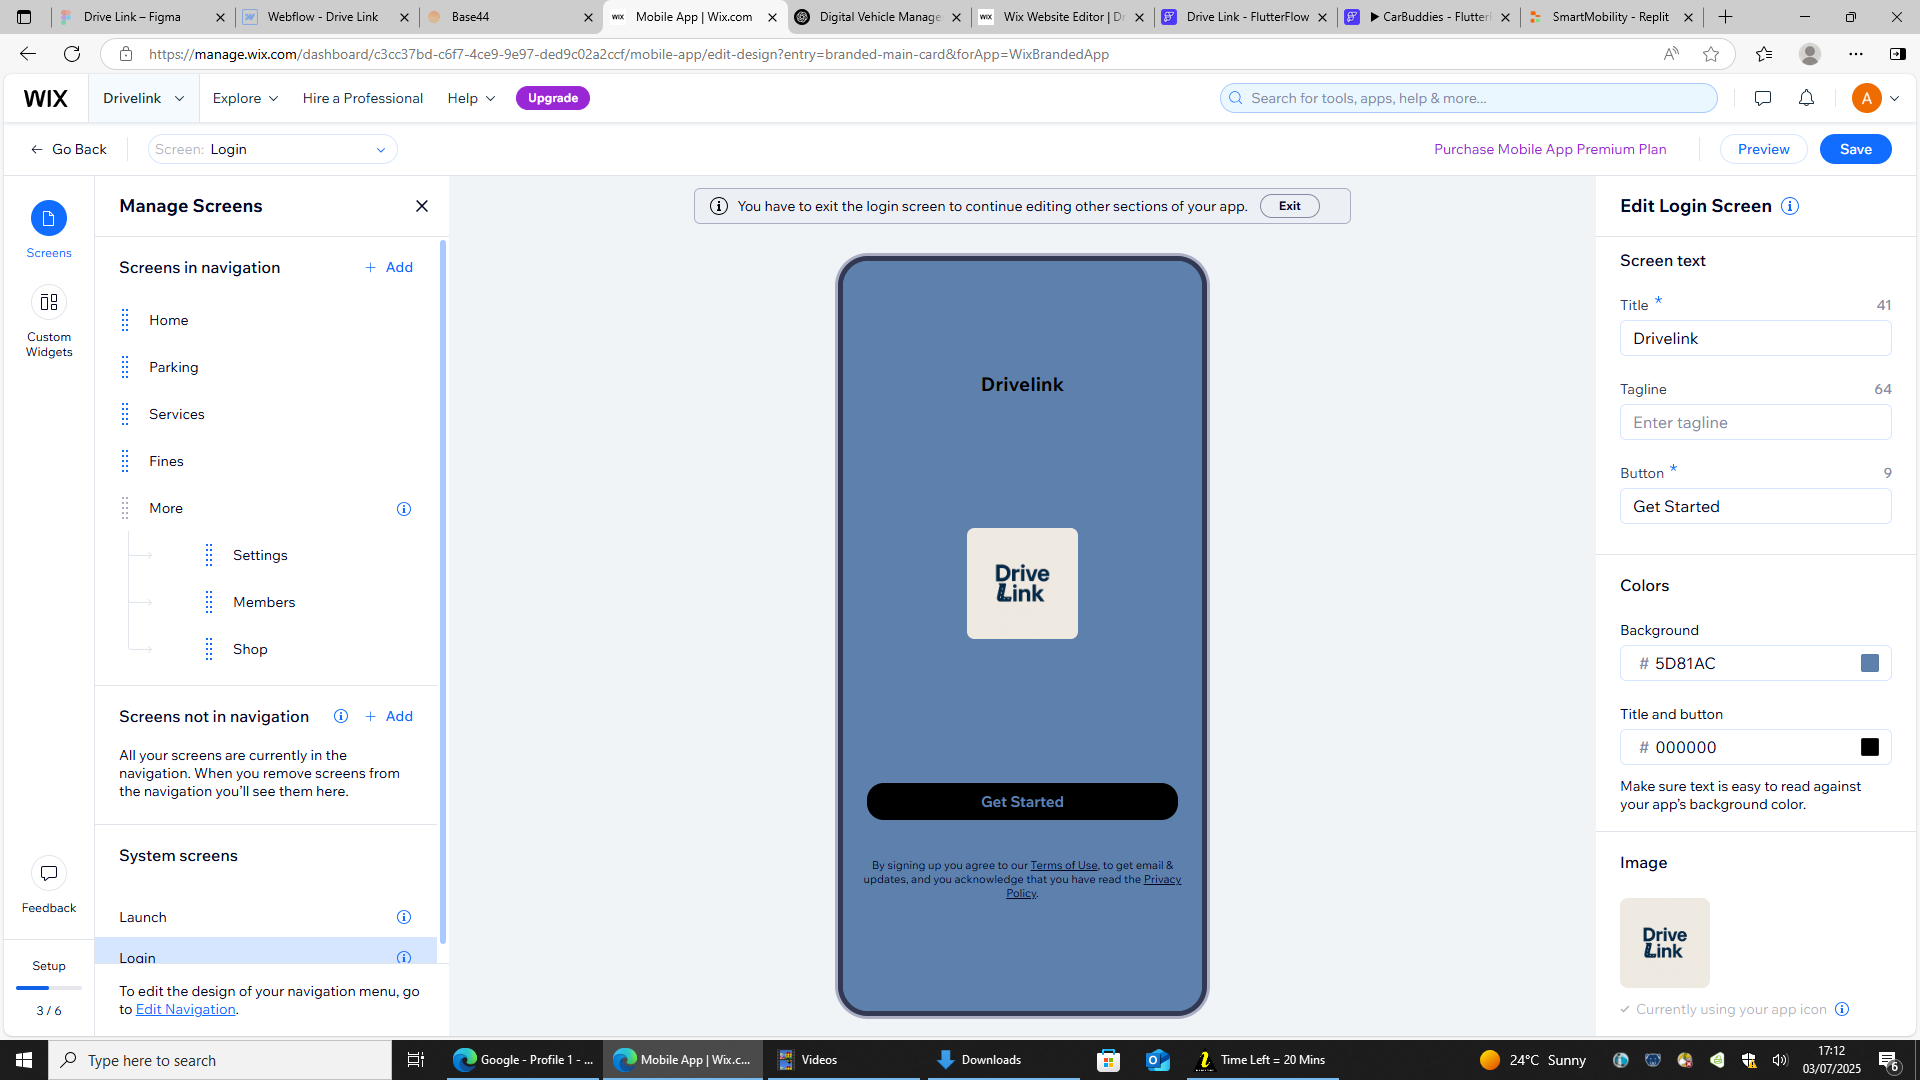 Drive Link – Figma
Webflow - Drive Link
Base44
WIX Mobile App | Wix.com
Digital Vehicle Manage
WIX Wix Website Editor | Dr
Drive Link - FlutterFlow
CarBuddies - Flutterf
SmartMobility - Replit
https://manage.wix.com/dashboard/c3cc37bd-c6f7-4ce9-9e97-ded9c02a2ccf/mobile-app/edit-design?entry=branded-main-card&forApp=WixBrandedApp
WIX
Drivelink
Explore
Hire a Professional
Help
Upgrade
Search for tools, apps, help & more...
A
Go Back
Screen: Login
Purchase Mobile App Premium Plan
Preview
Save
Screens
Custom
Widgets
Feedback
Setup
3 / 6
Manage Screens
Screens in navigation
+ Add
Home
Parking
Services
Fines
More
Settings
Members
Shop
Screens not in navigation
+ Add
All your screens are currently in the
navigation. When you remove screens from
the navigation you'll see them here.
System screens
Launch
Login
To edit the design of your navigation menu, go
to Edit Navigation.
You have to exit the login screen to continue editing other sections of your app.
Exit
Drivelink
Drive
Link
Get Started
By signing up you agree to our Terms of Use, to get email &
updates, and you acknowledge that you have read the Privacy
Policy.
Edit Login Screen
Screen text
Title *
41
Drivelink
Tagline
64
Enter tagline
Button *
9
Get Started
Colors
Background
# 5D81AC
Title and button
# 000000
Make sure text is easy to read against
your app's background color.
Image
Drive
Link
Currently using your app icon
Type here to search
Google - Profile 1 - ...
Mobile App | Wix.c...
Videos
Downloads
Time Left = 20 Mins
24°C Sunny
17:12
03/07/2025
6